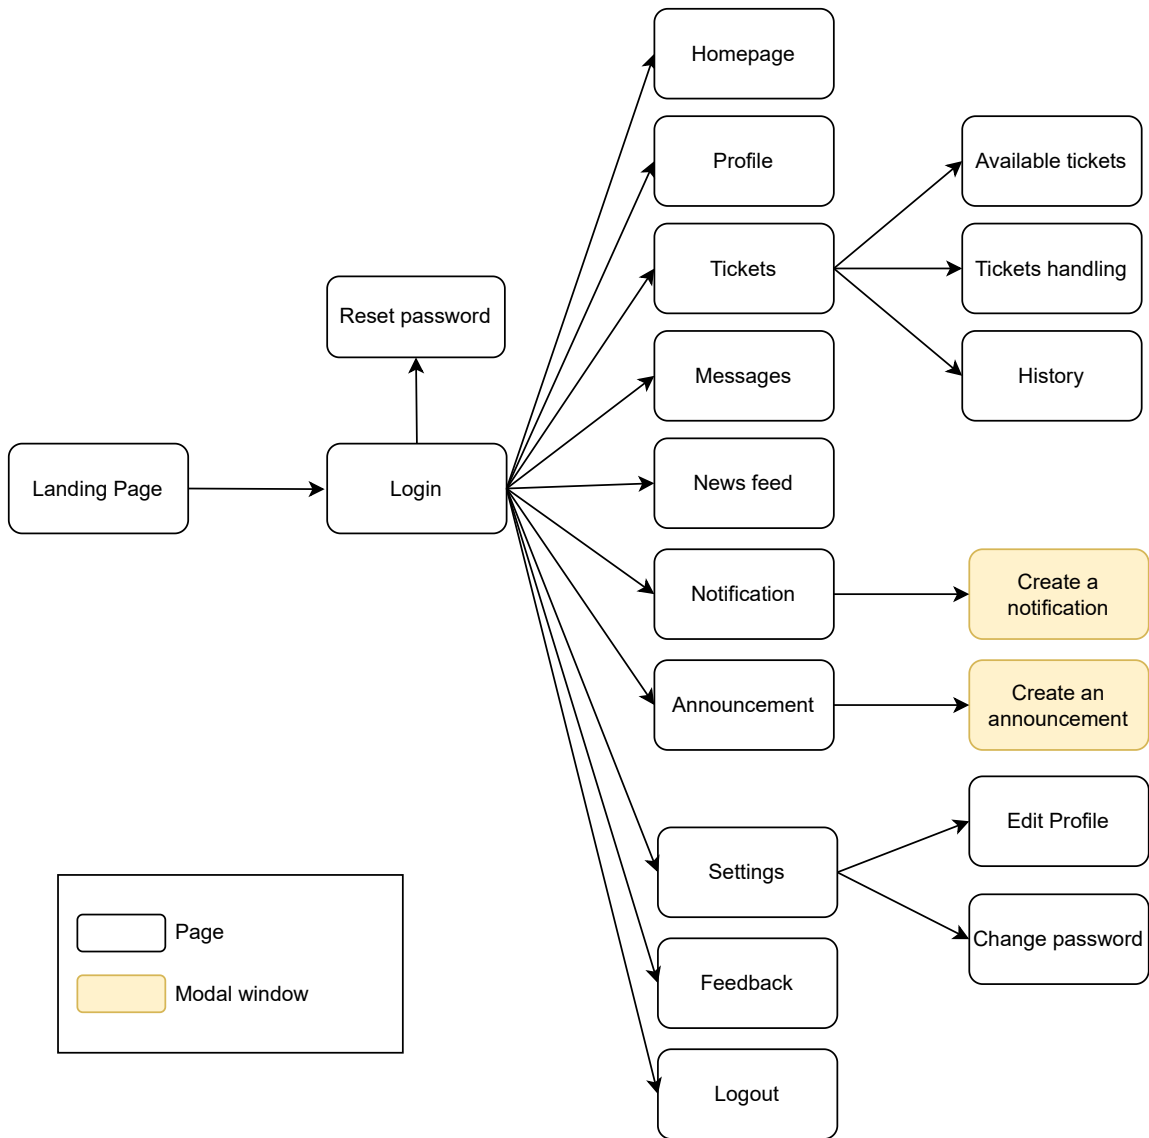 Homepage
Profile
Available tickets
Tickets
Tickets handling
Reset password
Messages
History
Landing Page
Login
News feed
Notification
Create a
notification
Announcement
Create an
announcement
Edit Profile
Settings
Change password
Page
Modal window
Feedback
Logout